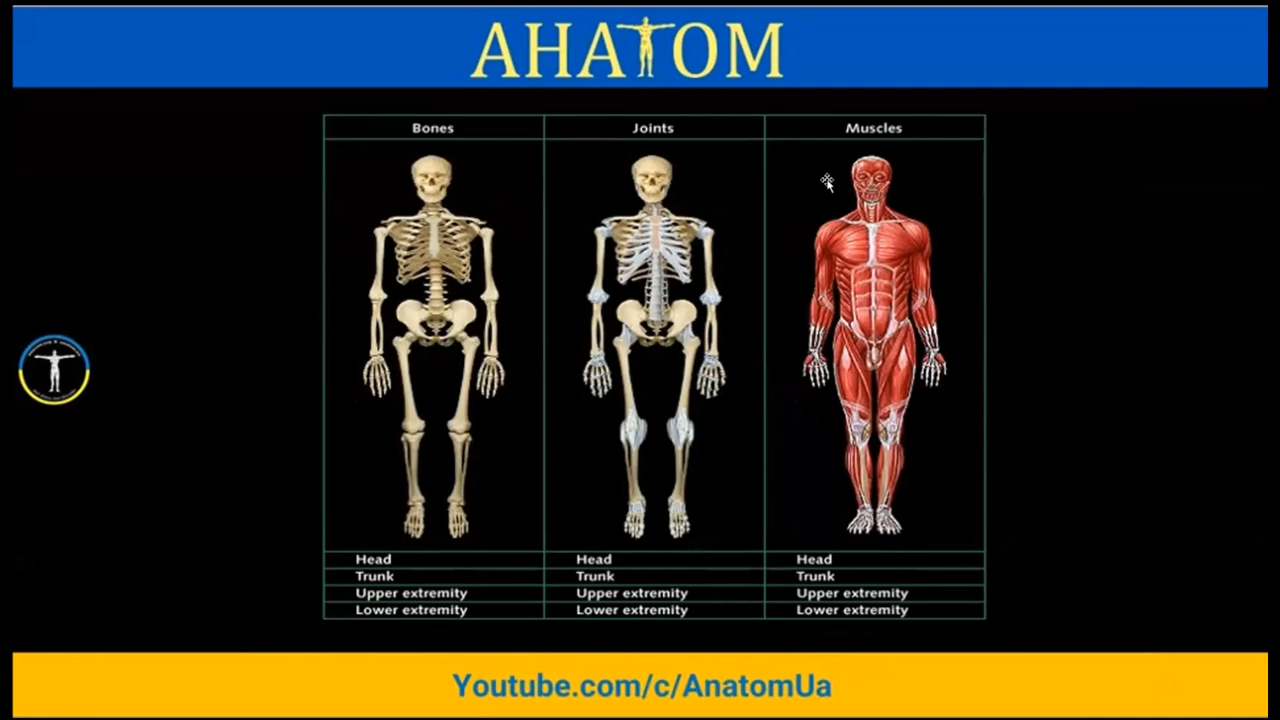 АНАТОМ
Bones Joints Muscles
Head Head Head
Trunk Trunk Trunk
Upper extremity Upper extremity Upper extremity
Lower extremity Lower extremity Lower extremity
Youtube.com/c/AnatomUa